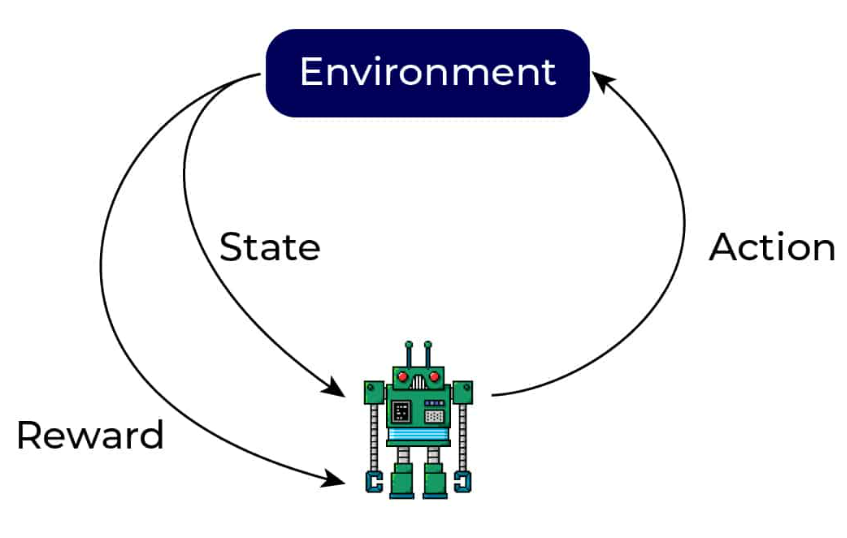 Environment
State
Action
Reward